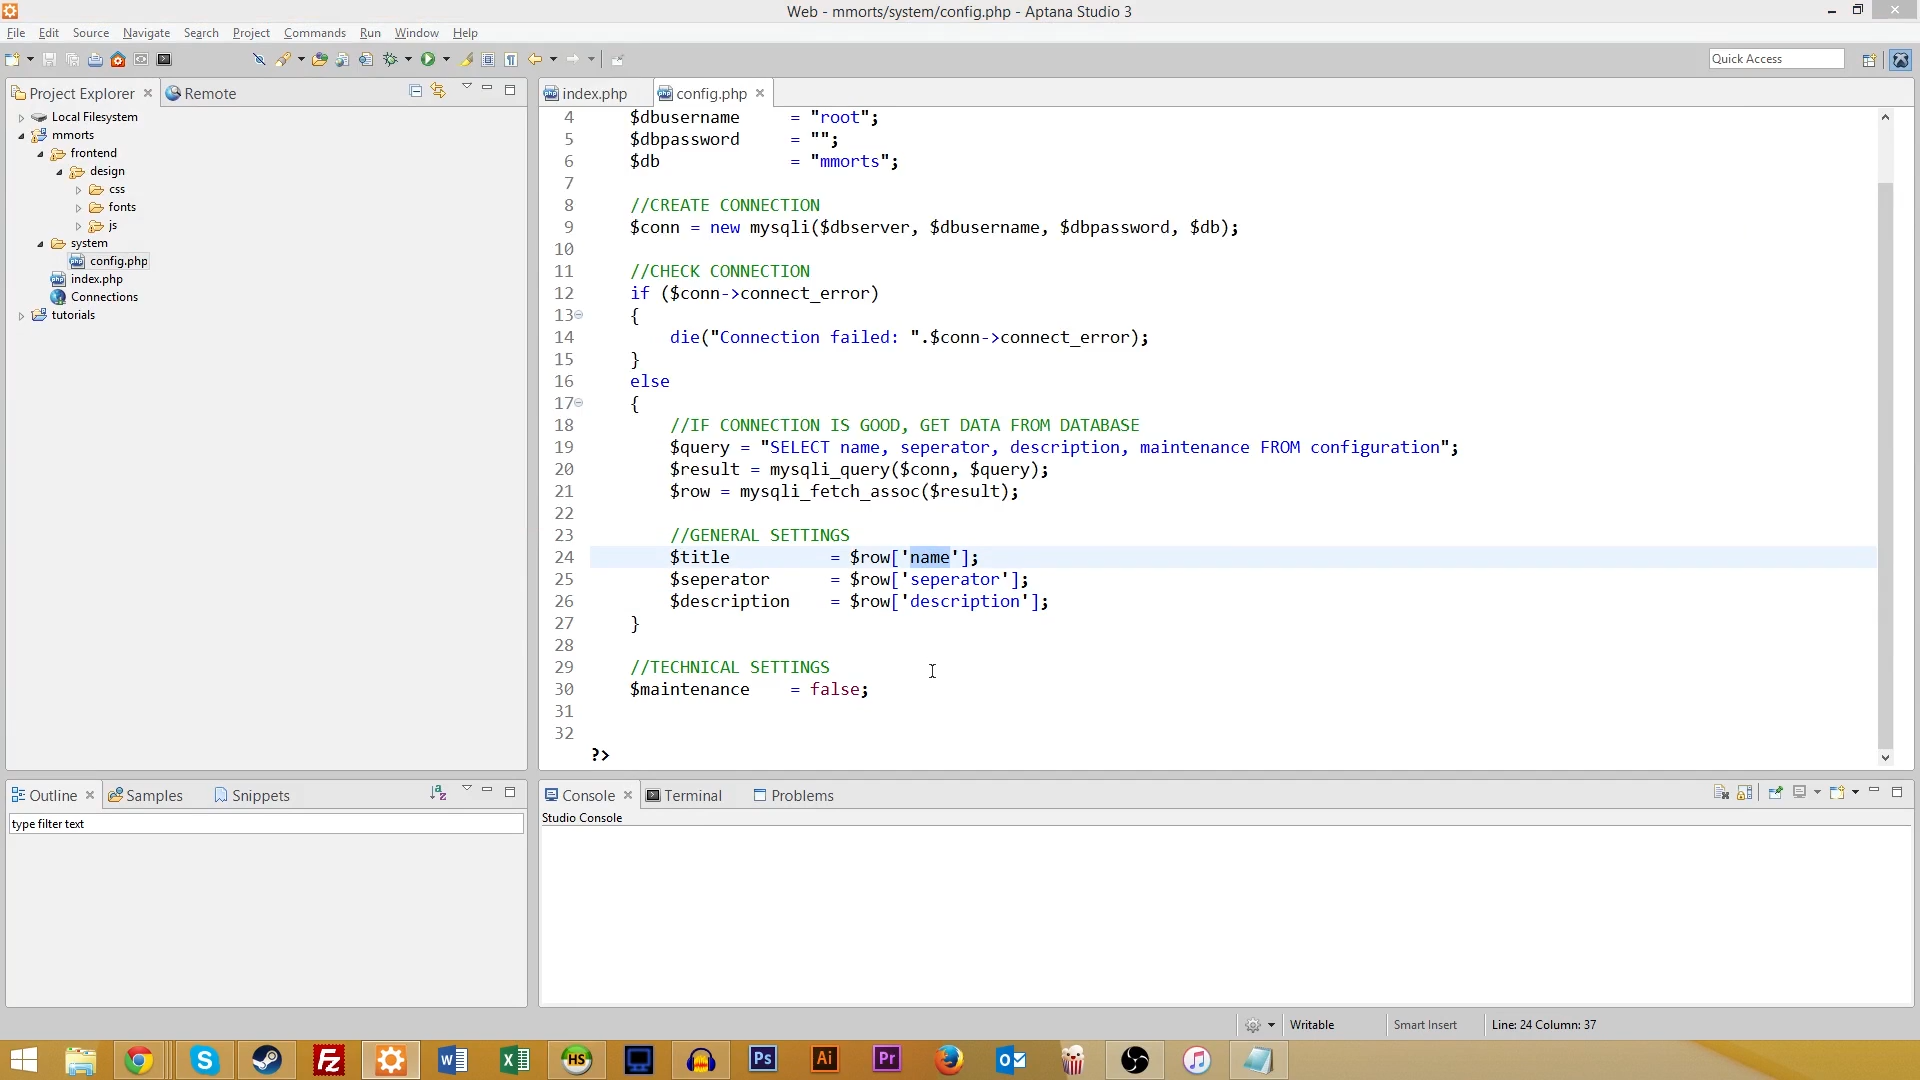 Web - mmorts/system/config.php - Aptana Studio 3
File Edit Source Navigate Search Project Commands Run Window Help
Quick Access
Project Explorer
Remote
Local Filesystem
mmorts
frontend
design
css
fonts
js
system
config.php
index.php
Connections
tutorials
index.php
config.php
4 $dbusername = "root";
5 $dbpassword = "";
6 $db = "mmorts";
7
8 //CREATE CONNECTION
9 $conn = new mysqli($dbserver, $dbusername, $dbpassword, $db);
10
11 //CHECK CONNECTION
12 if ($conn->connect_error)
13 {
14 die("Connection failed: ".$conn->connect_error);
15 }
16 else
17 {
18 //IF CONNECTION IS GOOD, GET DATA FROM DATABASE
19 $query = "SELECT name, seperator, description, maintenance FROM configuration";
20 $result = mysqli_query($conn, $query);
21 $row = mysqli_fetch_assoc($result);
22
23 //GENERAL SETTINGS
24 $title = $row['name'];
25 $seperator = $row['seperator'];
26 $description = $row['description'];
27 }
28
29 //TECHNICAL SETTINGS
30 $maintenance = false;
31
32
?>
Outline
Samples
Snippets
type filter text
Console
Terminal
Problems
Studio Console
Writable
Smart Insert
Line: 24 Column: 37
Fz
HS
Ps
Ai
Pr